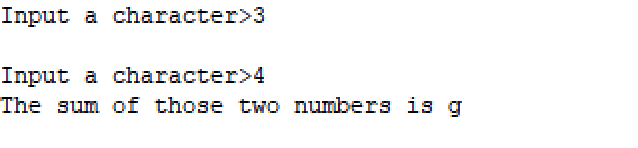 Input a character>3
Input a character>4
The sum of those two numbers is g